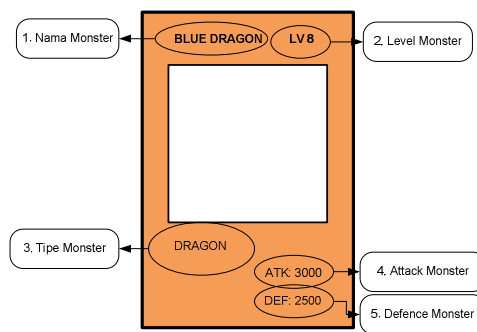 1. Nama Monster
BLUE DRAGON
LV 8
2. Level Monster
3. Tipe Monster
DRAGON
ATK: 3000
4. Attack Monster
DEF: 2500
5. Defence Monster